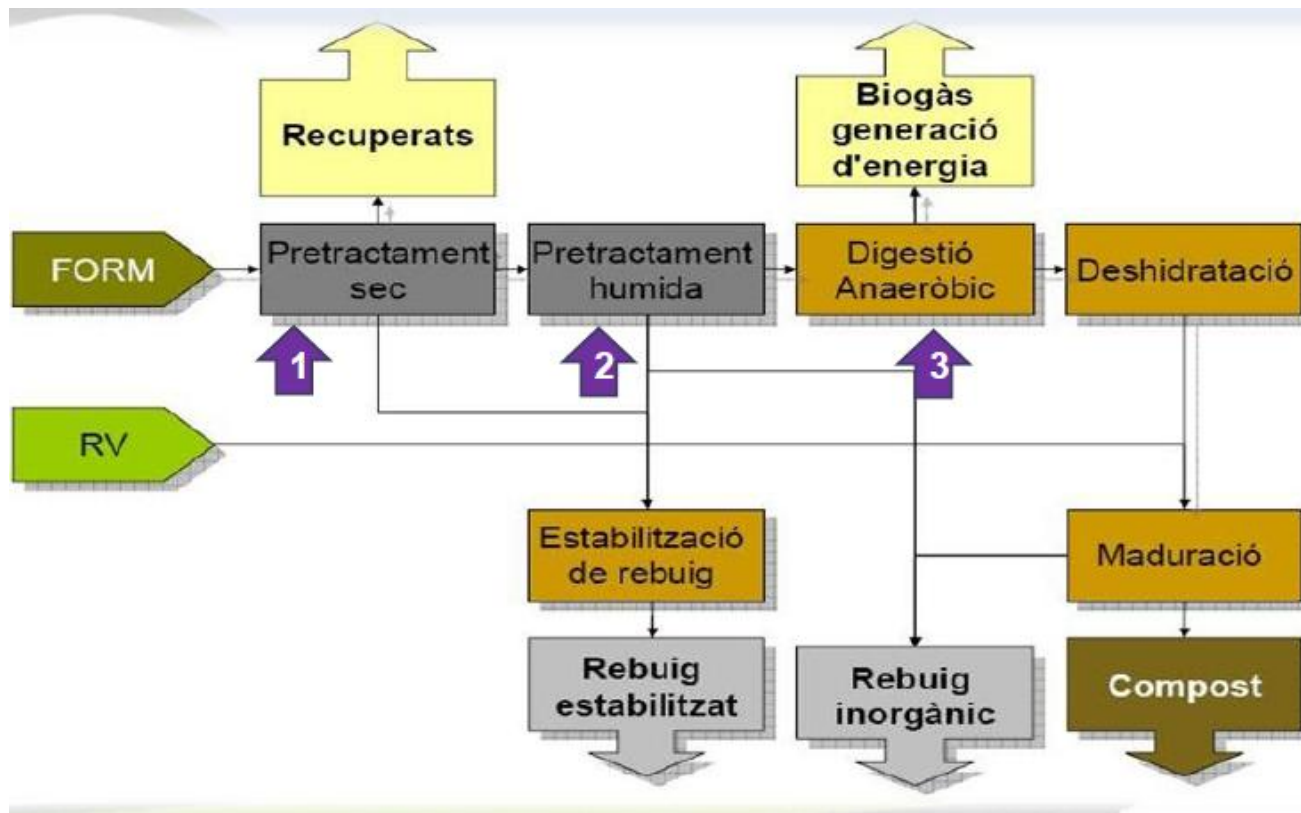 Recuperats
Biogàs
generació
d'energia
FORM
Pretractament
sec
Pretractament
humida
Digestió
Anaeròbic
Deshidratació
1
2
3
RV
Estabilització
de rebuig
Maduració
Rebuig
estabilitzat
Rebuig
inorgànic
Compost